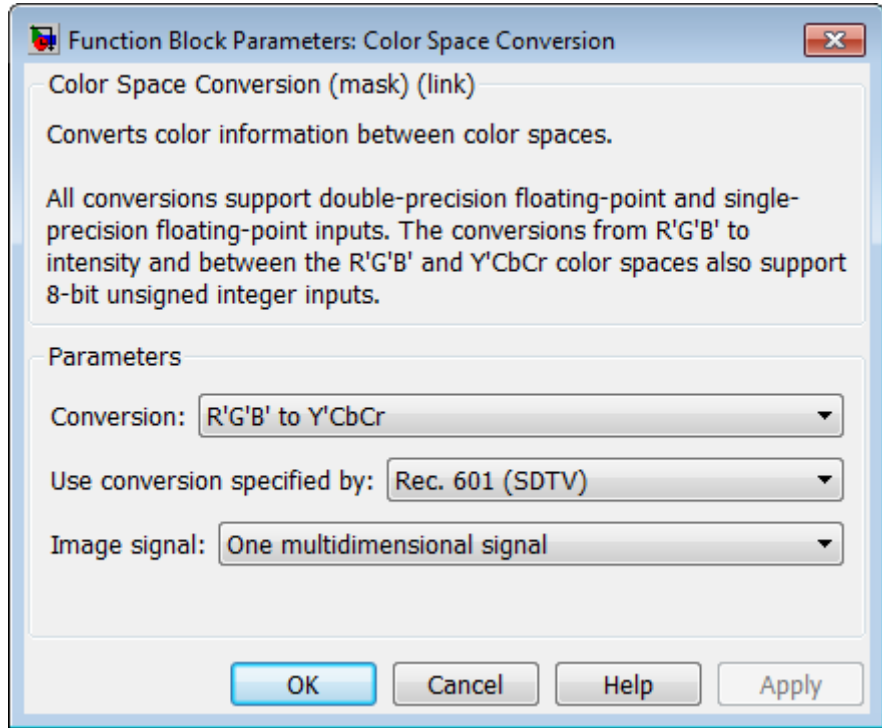 Function Block Parameters: Color Space Conversion
Color Space Conversion (mask) (link)
Converts color information between color spaces.
All conversions support double-precision floating-point and single-
precision floating-point inputs. The conversions from R'G'B' to
intensity and between the R'G'B' and Y'CbCr color spaces also support
8-bit unsigned integer inputs.
Parameters
Conversion: R'G'B' to Y'CbCr
Use conversion specified by: Rec. 601 (SDTV)
Image signal: One multidimensional signal
OK Cancel Help Apply